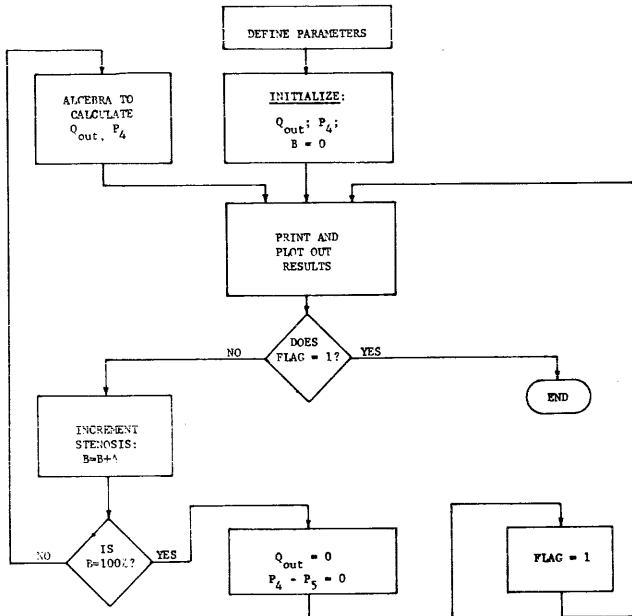 DEFINE PARAMETERS
ALGEBRA TO
CALCULATE
Q_out, P_4
INITIALIZE:
Q_out; P_4;
B = 0
PRINT AND
PLOT OUT
RESULTS
DOES
FLAG = 1?
NO
YES
END
INCREMENT
STENOSIS:
B=B+Δ
IS
B=100%?
NO
YES
Q_out = 0
P_4 - P_5 = 0
FLAG = 1